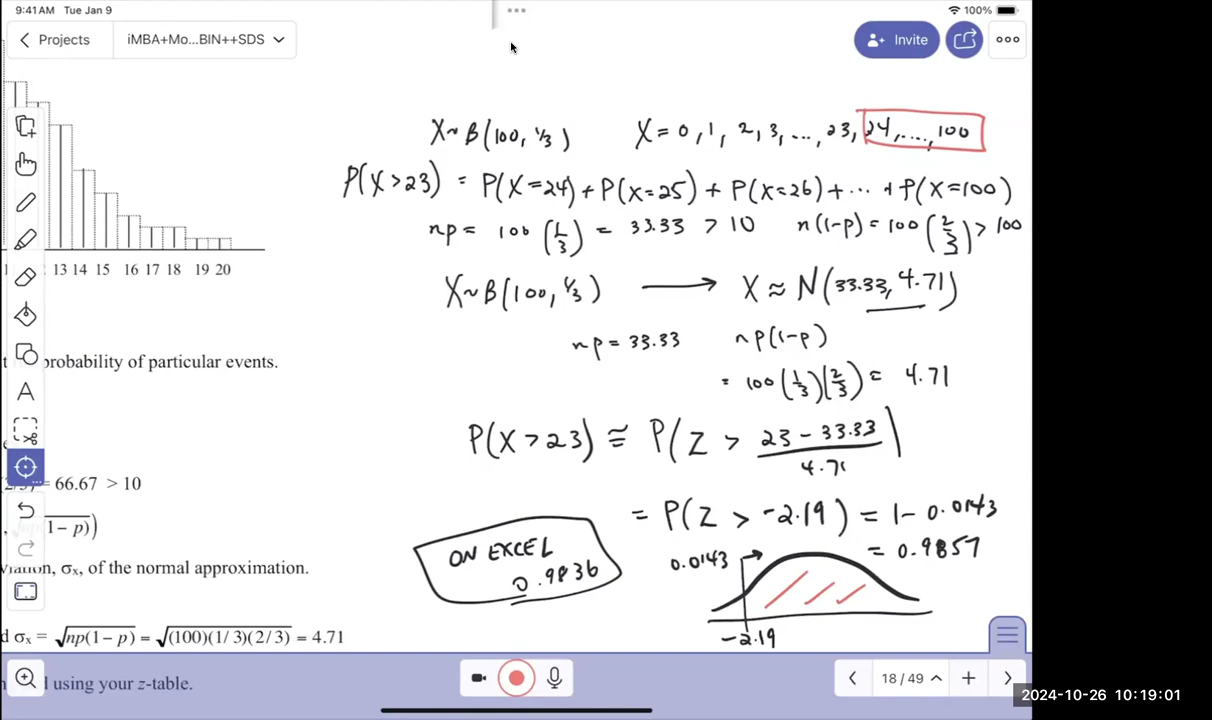 9:41AM Tue Jan 9
100%
Projects
iMBA+Mo...BIN++SDS
Invite
X~B(100, 1/3) X = 0, 1, 2, 3, ..., 23, 24, ...., 100
P(X>23) = P(X=24) + P(X=25) + P(X=26) + ... + P(X=100)
np = 100 (1/3) = 33.33 > 10 n(1-p) = 100 (2/3) > 100
X~B(100, 1/3) → X ≈ N(33.33, 4.71)
np = 33.33 np(1-p)
= 100 (1/3)(2/3) = 4.71
P(X>23) ≅ P(Z > (23 - 33.33)/4.71)
= P(Z > -2.19) = 1 - 0.0143
= 0.9857
0.0143
-2.19
ON EXCEL
0.9836
13 14 15 16 17 18 19 20
probability of particular events.
= 66.67 > 10
1 − p)
viation, σx, of the normal approximation.
d σx = √np(1 − p) = √(100)(1/3)(2/3) = 4.71
d using your z-table.
18 / 49
2024-10-26 10:19:01